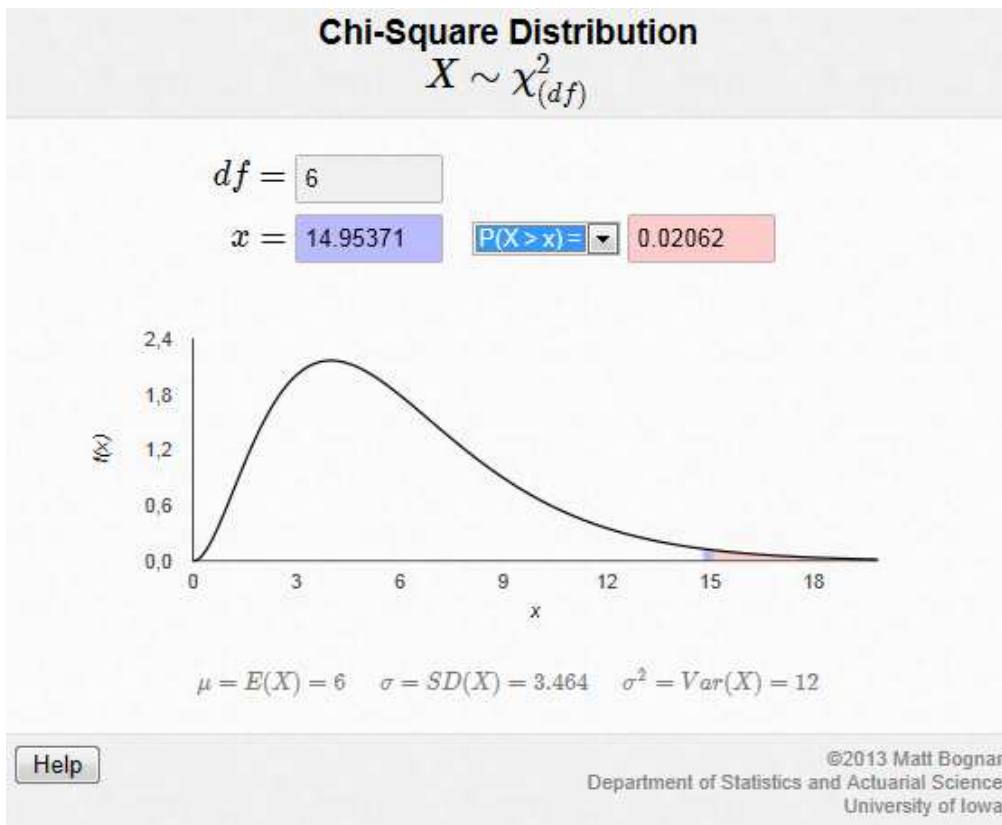 Chi-Square Distribution
X ∼ χ²₍df₎
df = 6
x = 14.95371 P(X > x) = 0.02062
2,4
1,8
1,2
0,6
0,0
f(x)
0 3 6 9 12 15 18
x
μ = E(X) = 6 σ = SD(X) = 3.464 σ² = Var(X) = 12
Help
©2013 Matt Bognar
Department of Statistics and Actuarial Science
University of Iowa